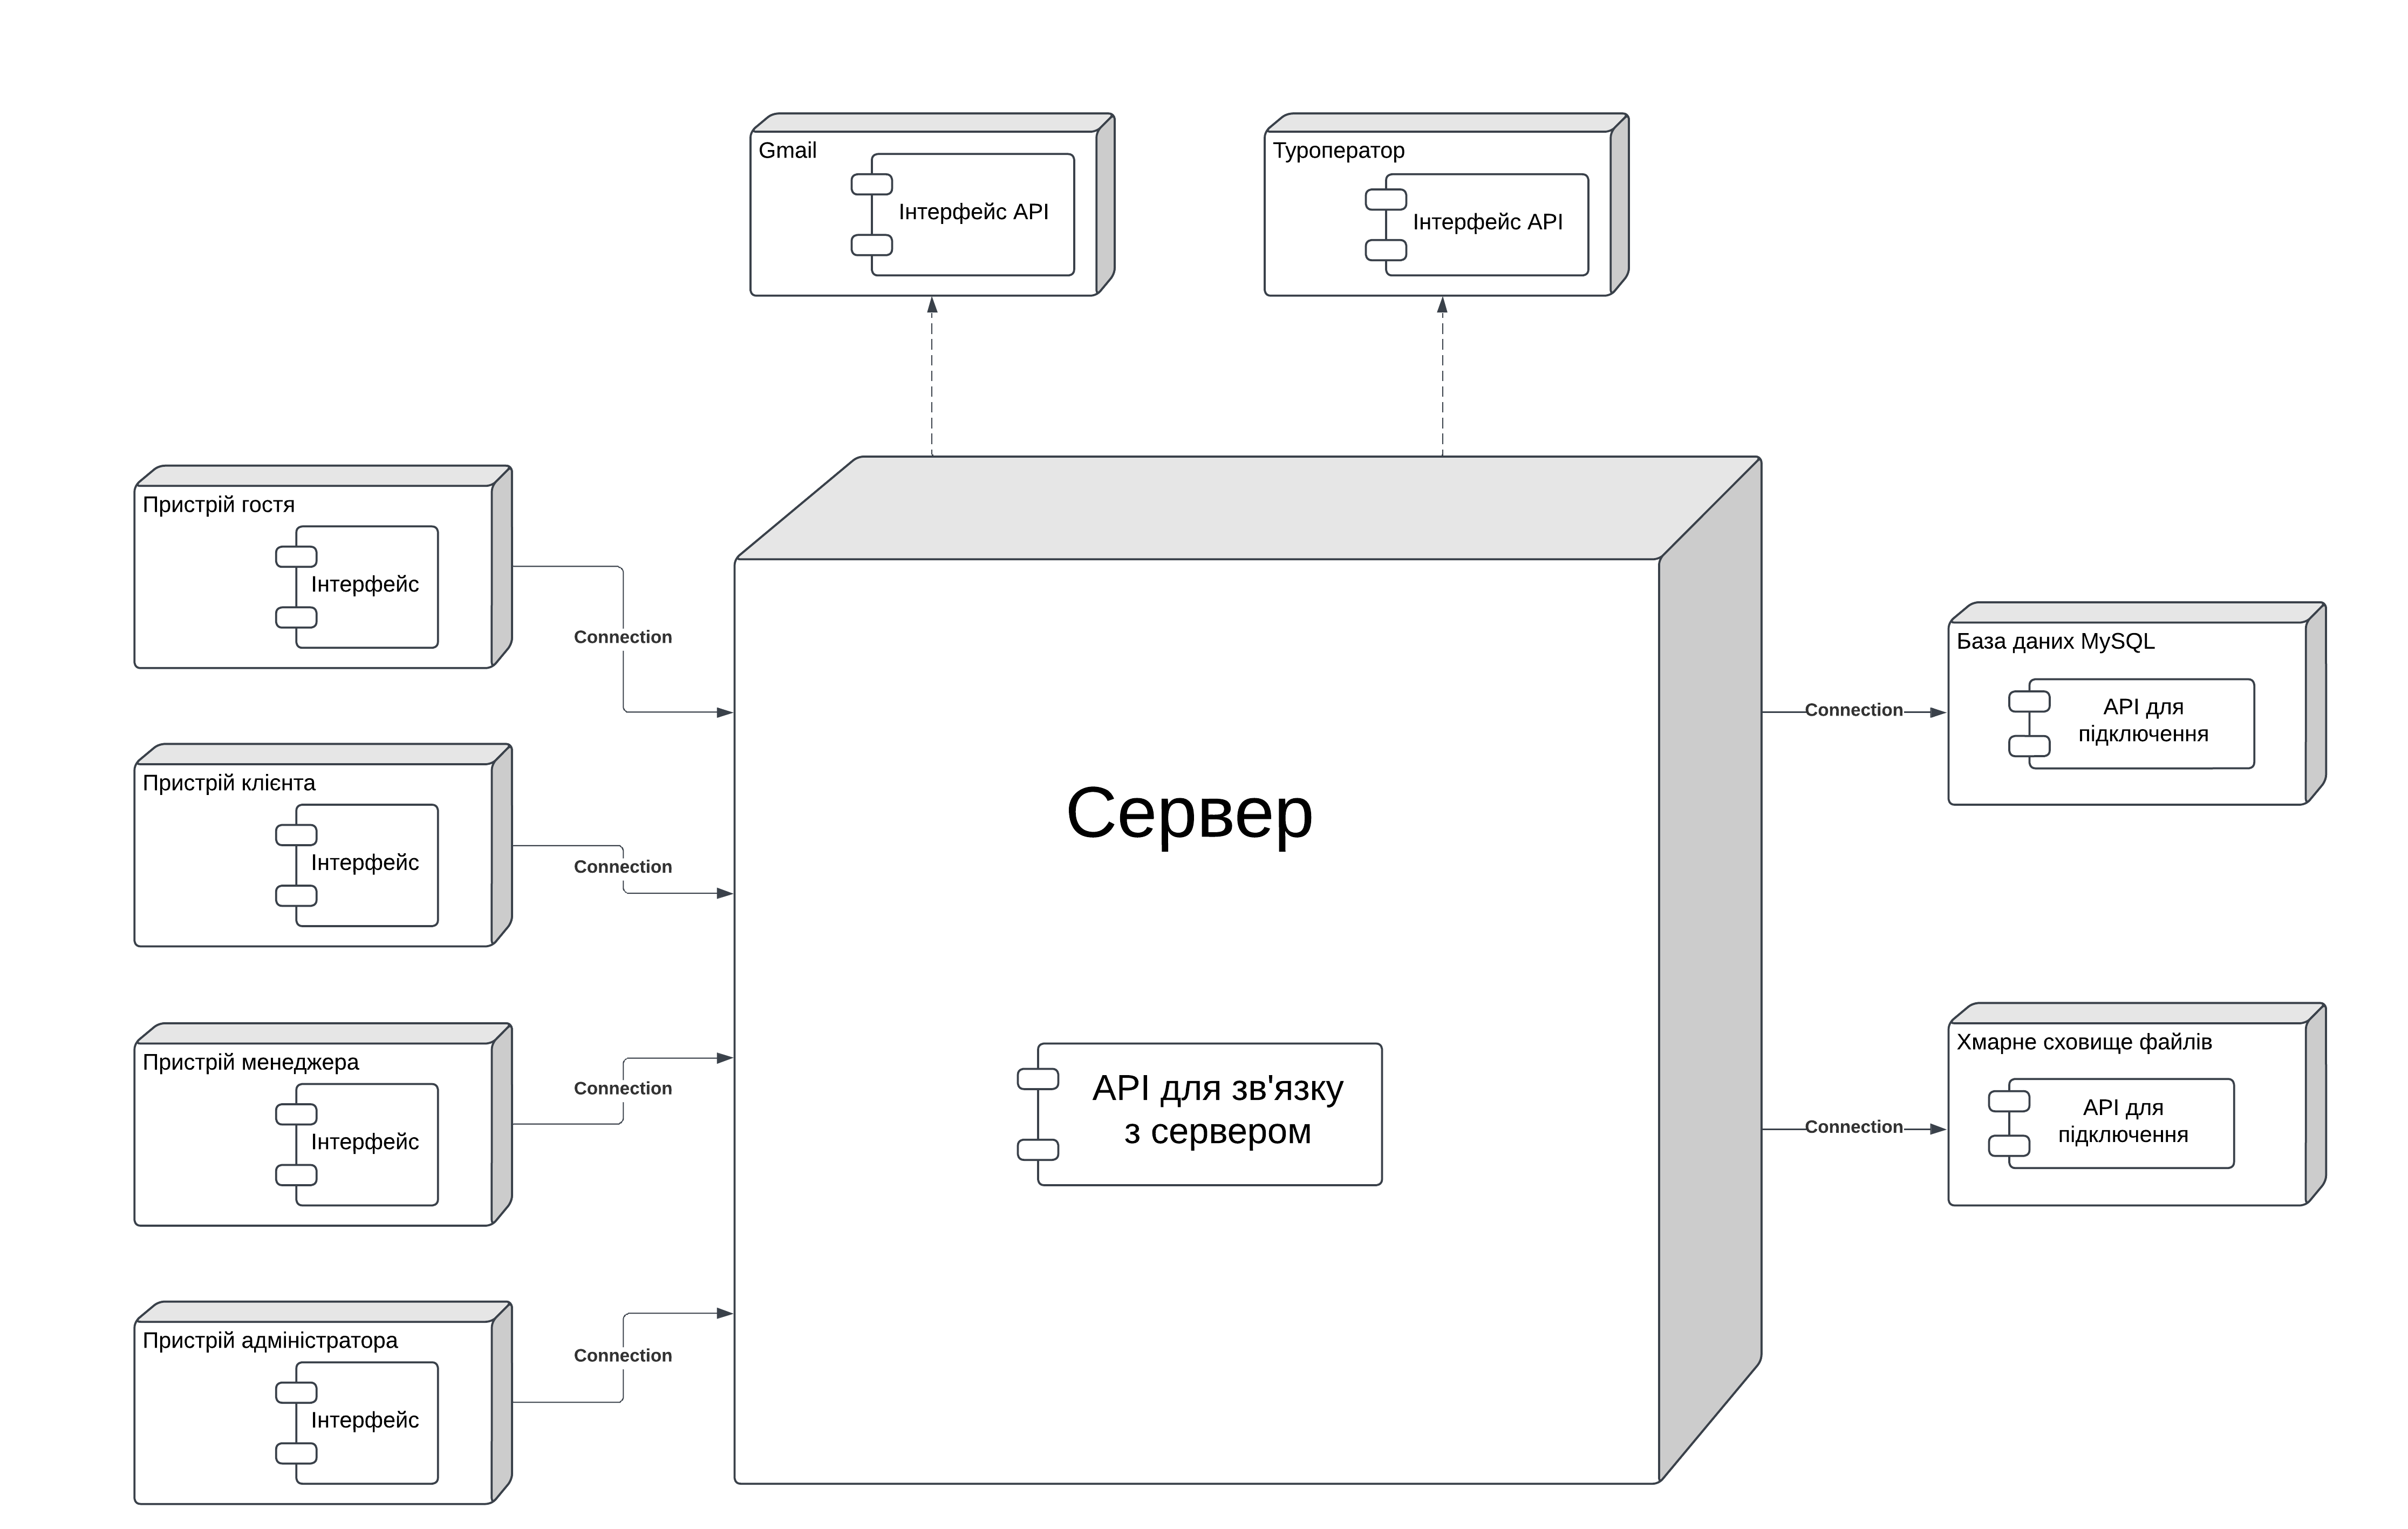 Gmail
Інтерфейс API
Туроператор
Інтерфейс API
Пристрій гостя
Інтерфейс
Connection
Пристрій клієнта
Інтерфейс
Connection
Пристрій менеджера
Інтерфейс
Connection
Пристрій адміністратора
Інтерфейс
Connection
Сервер
API для зв'язку
з сервером
Connection
База даних MySQL
API для
підключення
Connection
Хмарне сховище файлів
API для
підключення